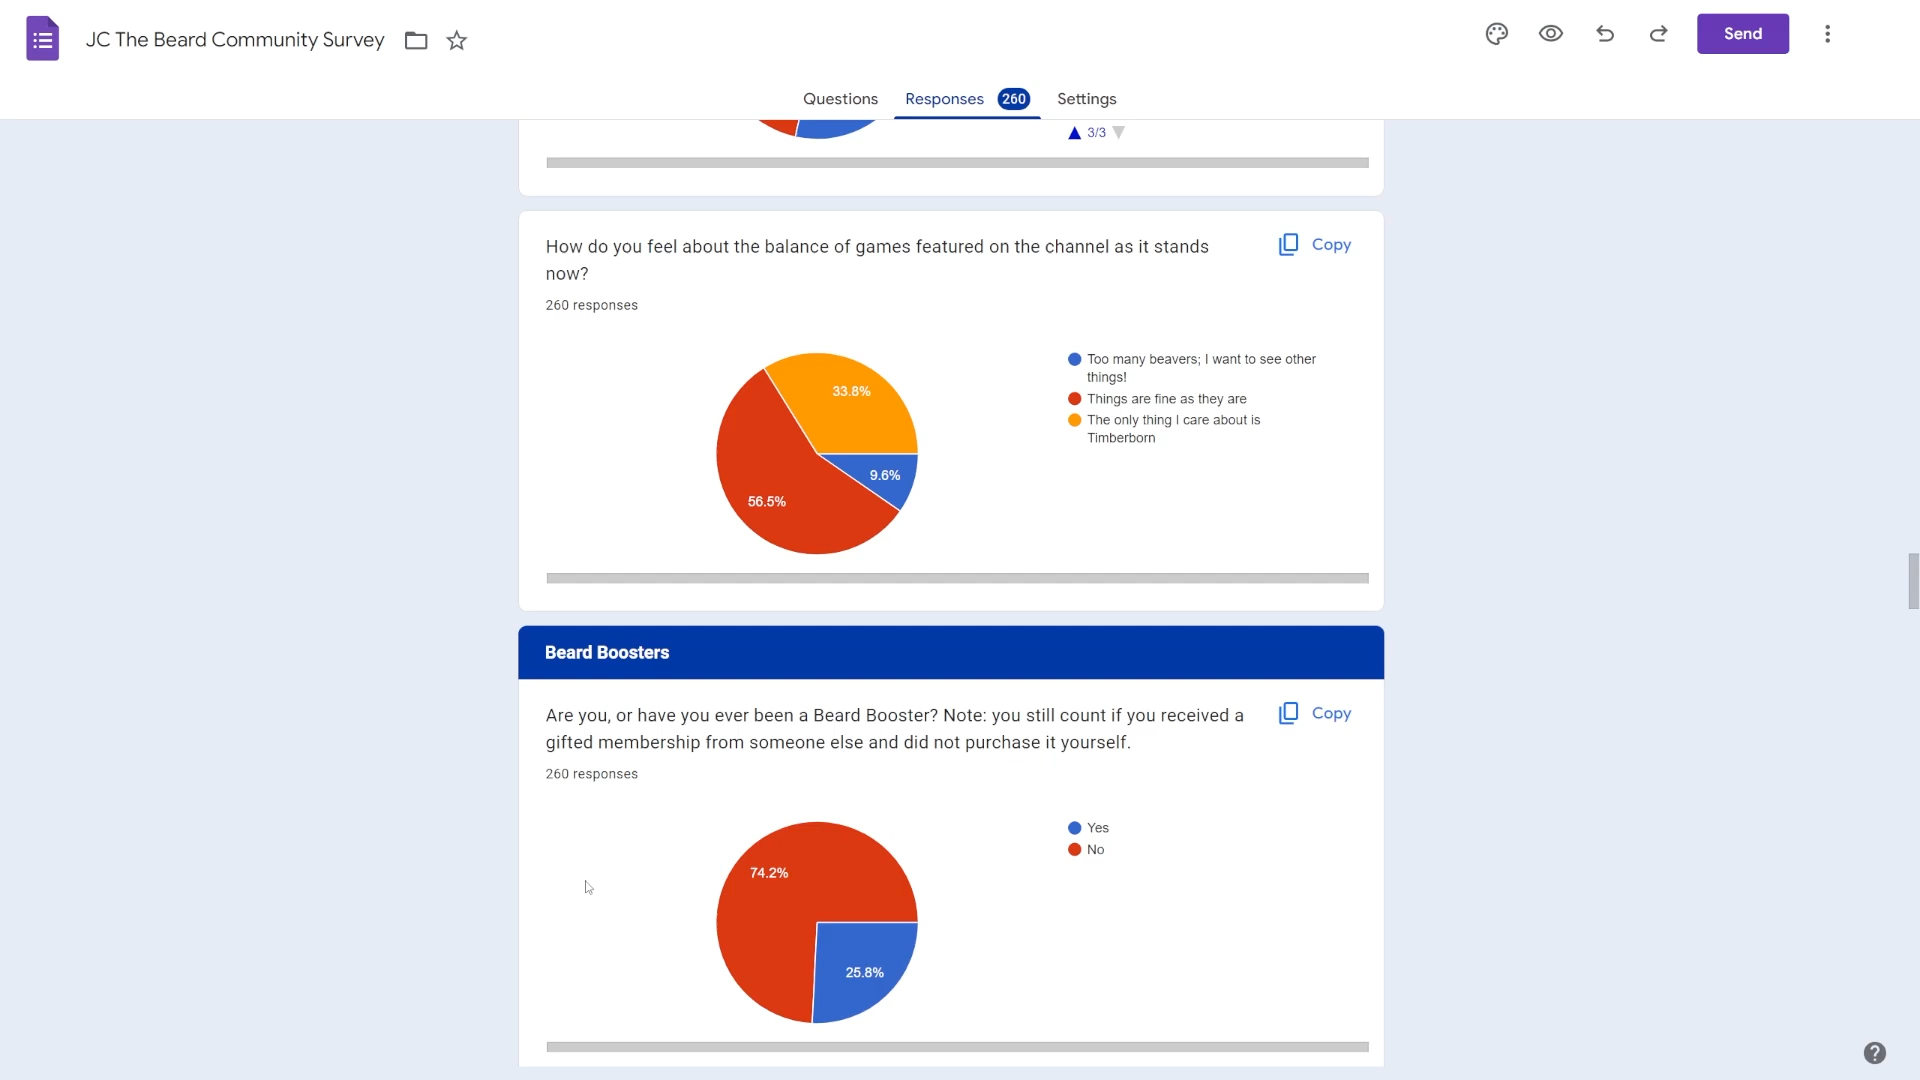 JC The Beard Community Survey
Send
Questions
Responses 260
Settings
3/3
How do you feel about the balance of games featured on the channel as it stands
now?
Copy
260 responses
33.8%
9.6%
56.5%
Too many beavers; I want to see other
things!
Things are fine as they are
The only thing I care about is
Timberborn
Beard Boosters
Are you, or have you ever been a Beard Booster? Note: you still count if you received a
gifted membership from someone else and did not purchase it yourself.
Copy
260 responses
74.2%
25.8%
Yes
No
?